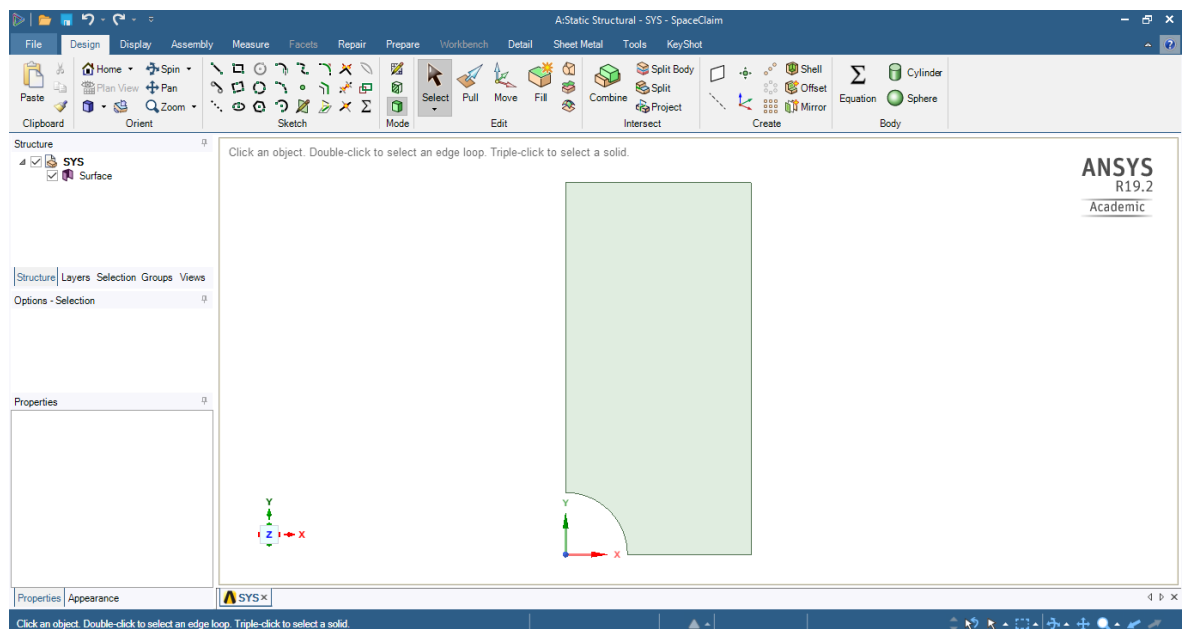 A:Static Structural - SYS - SpaceClaim
File Design Display Assembly Measure Facets Repair Prepare Workbench Detail Sheet Metal Tools KeyShot
Paste
Home Spin
Plan View Pan
Zoom
Select Pull Move Fill
Combine
Split Body
Split
Project
Shell
Offset
Mirror
Equation
Cylinder
Sphere
Clipboard Orient Sketch Mode Edit Intersect Create Body
Structure
SYS
Surface
Structure Layers Selection Groups Views
Options - Selection
Properties
Properties Appearance
Click an object. Double-click to select an edge loop. Triple-click to select a solid.
ANSYS
R19.2
Academic
Y
Z X
Y
X
SYS
Click an object. Double-click to select an edge loop. Triple-click to select a solid.